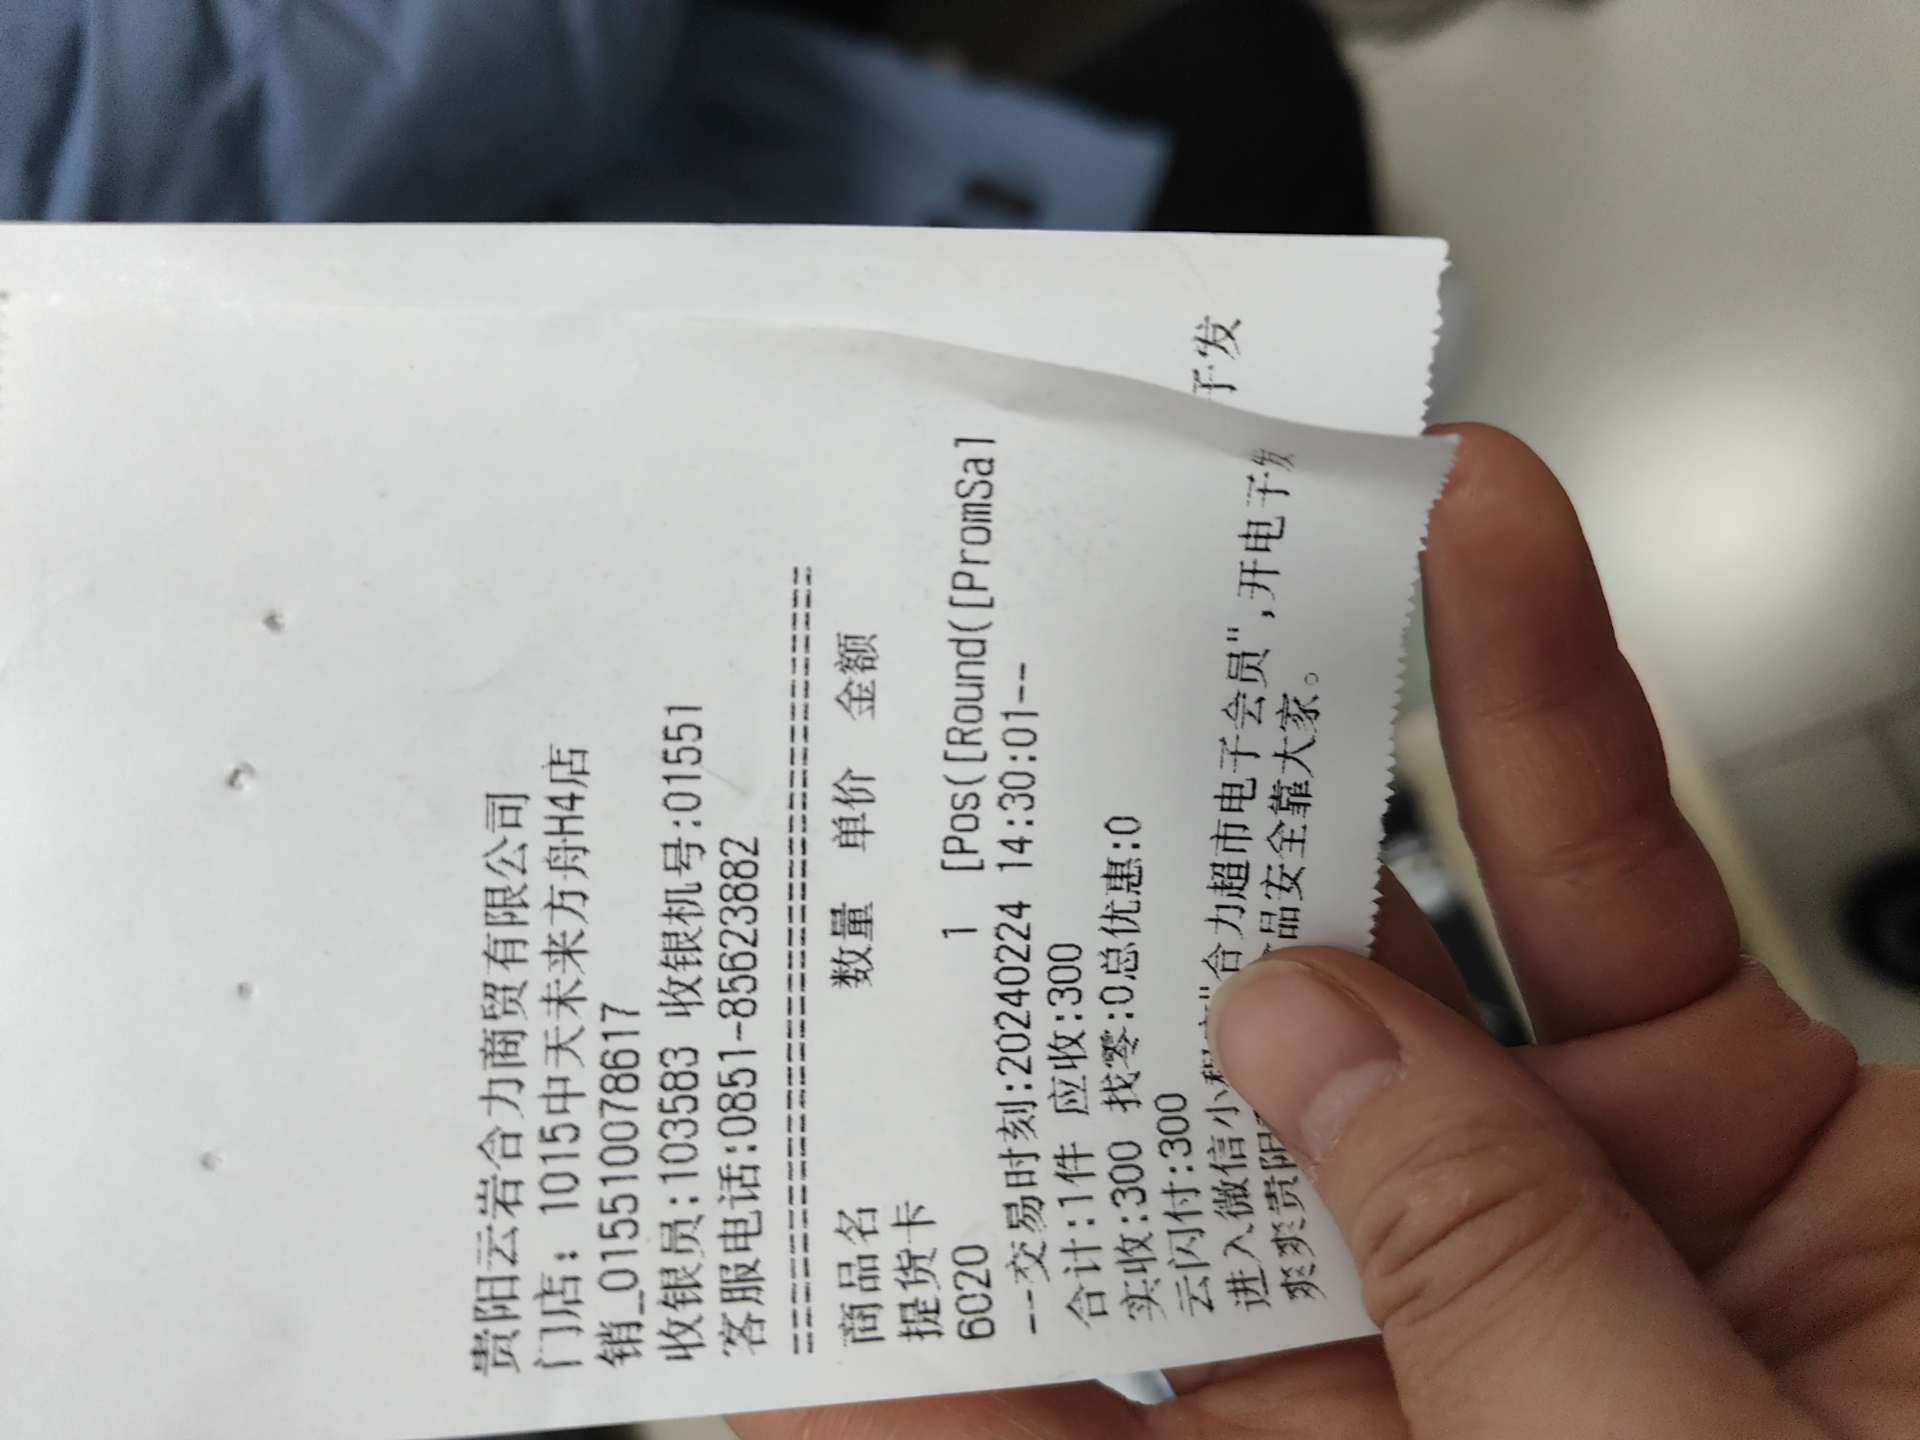 贵阳云岩合力商贸有限公司
门店：1015中天未来方舟H4店
销_015510078617
收银员:103583 收银机号:01551
客服电话:0851-85623882
================================
商品名 数量 单价 金额
提货卡
6020 1 [Pos([Round([PromSal
--交易时刻:20240224 14:30:01--
合计:1件 应收:300
实收:300 找零:0总优惠:0
云闪付:300
进入微信小程序"合力超市电子会员",开电子发
爽爽贵阳 品安全靠大家。
子发